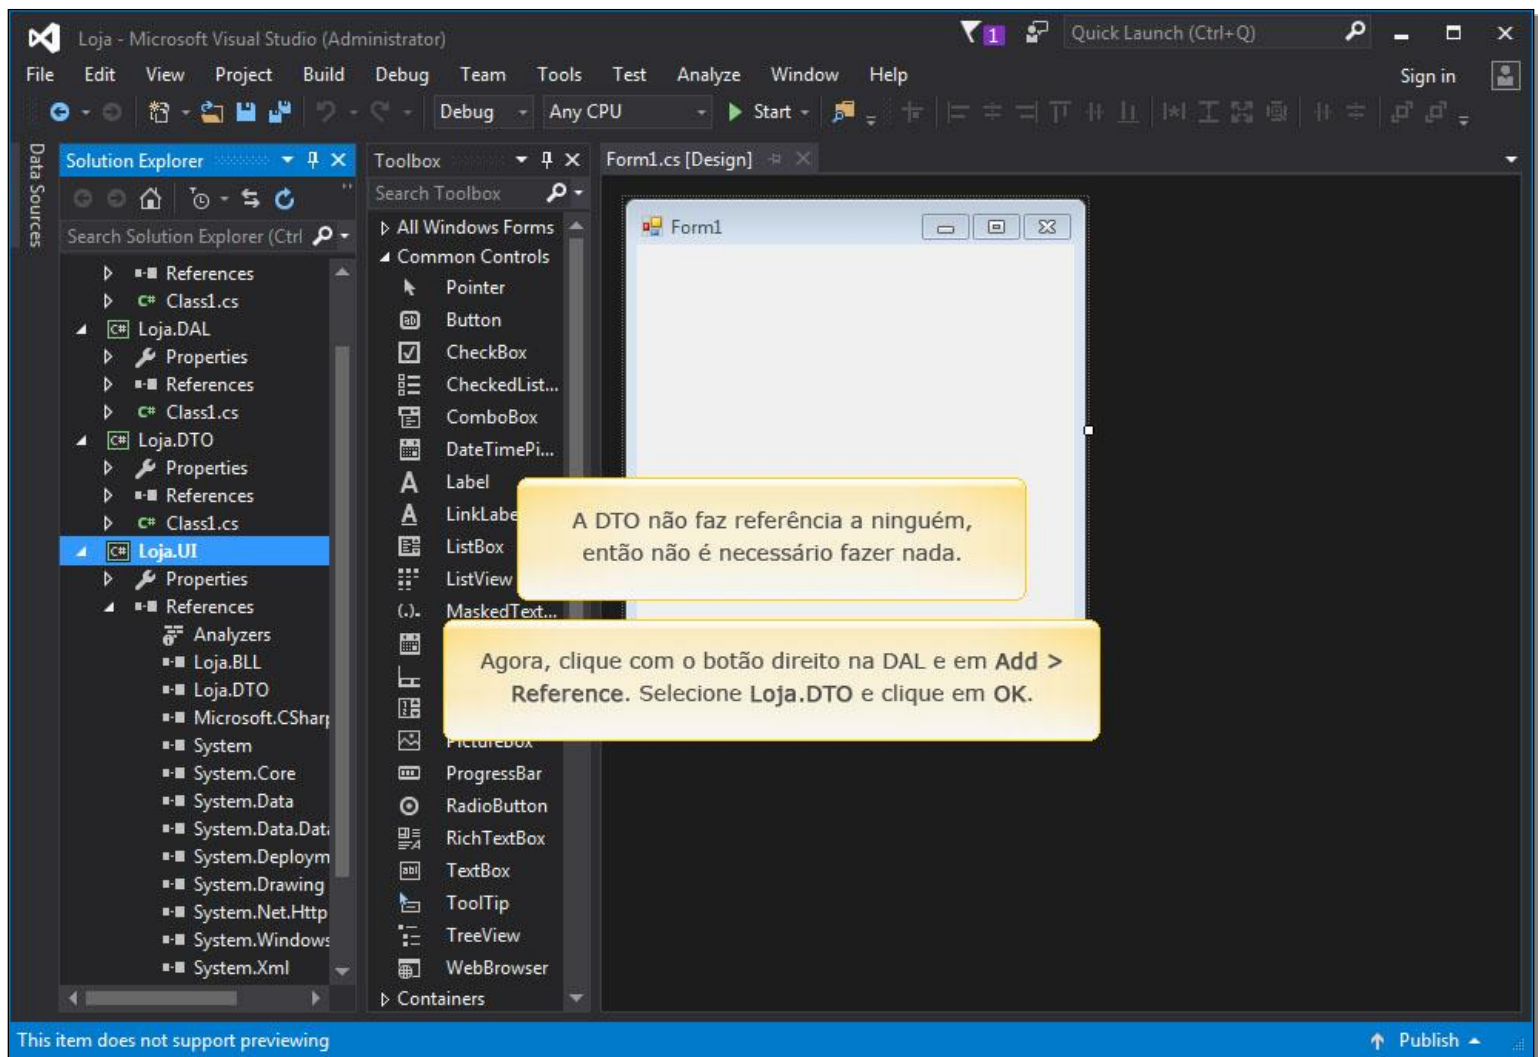 Loja - Microsoft Visual Studio (Administrator)
1
Quick Launch (Ctrl+Q)
File Edit View Project Build Debug Team Tools Test Analyze Window Help
Sign in
Debug Any CPU Start
Data Sources
Solution Explorer
Search Solution Explorer (Ctrl
References
C# Class1.cs
C# Loja.DAL
Properties
References
C# Class1.cs
C# Loja.DTO
Properties
References
C# Class1.cs
C# Loja.UI
Properties
References
Analyzers
Loja.BLL
Loja.DTO
Microsoft.CSharp
System
System.Core
System.Data
System.Data.Data
System.Deploym
System.Drawing
System.Net.Http
System.Windows
System.Xml
Toolbox
Search Toolbox
All Windows Forms
Common Controls
Pointer
Button
CheckBox
CheckedList...
ComboBox
DateTimePi...
Label
LinkLabe
ListBox
ListView
MaskedText...
PictureBox
ProgressBar
RadioButton
RichTextBox
TextBox
ToolTip
TreeView
WebBrowser
Containers
Form1.cs [Design]
Form1
A DTO não faz referência a ninguém,
então não é necessário fazer nada.
Agora, clique com o botão direito na DAL e em Add >
Reference. Selecione Loja.DTO e clique em OK.
This item does not support previewing
Publish